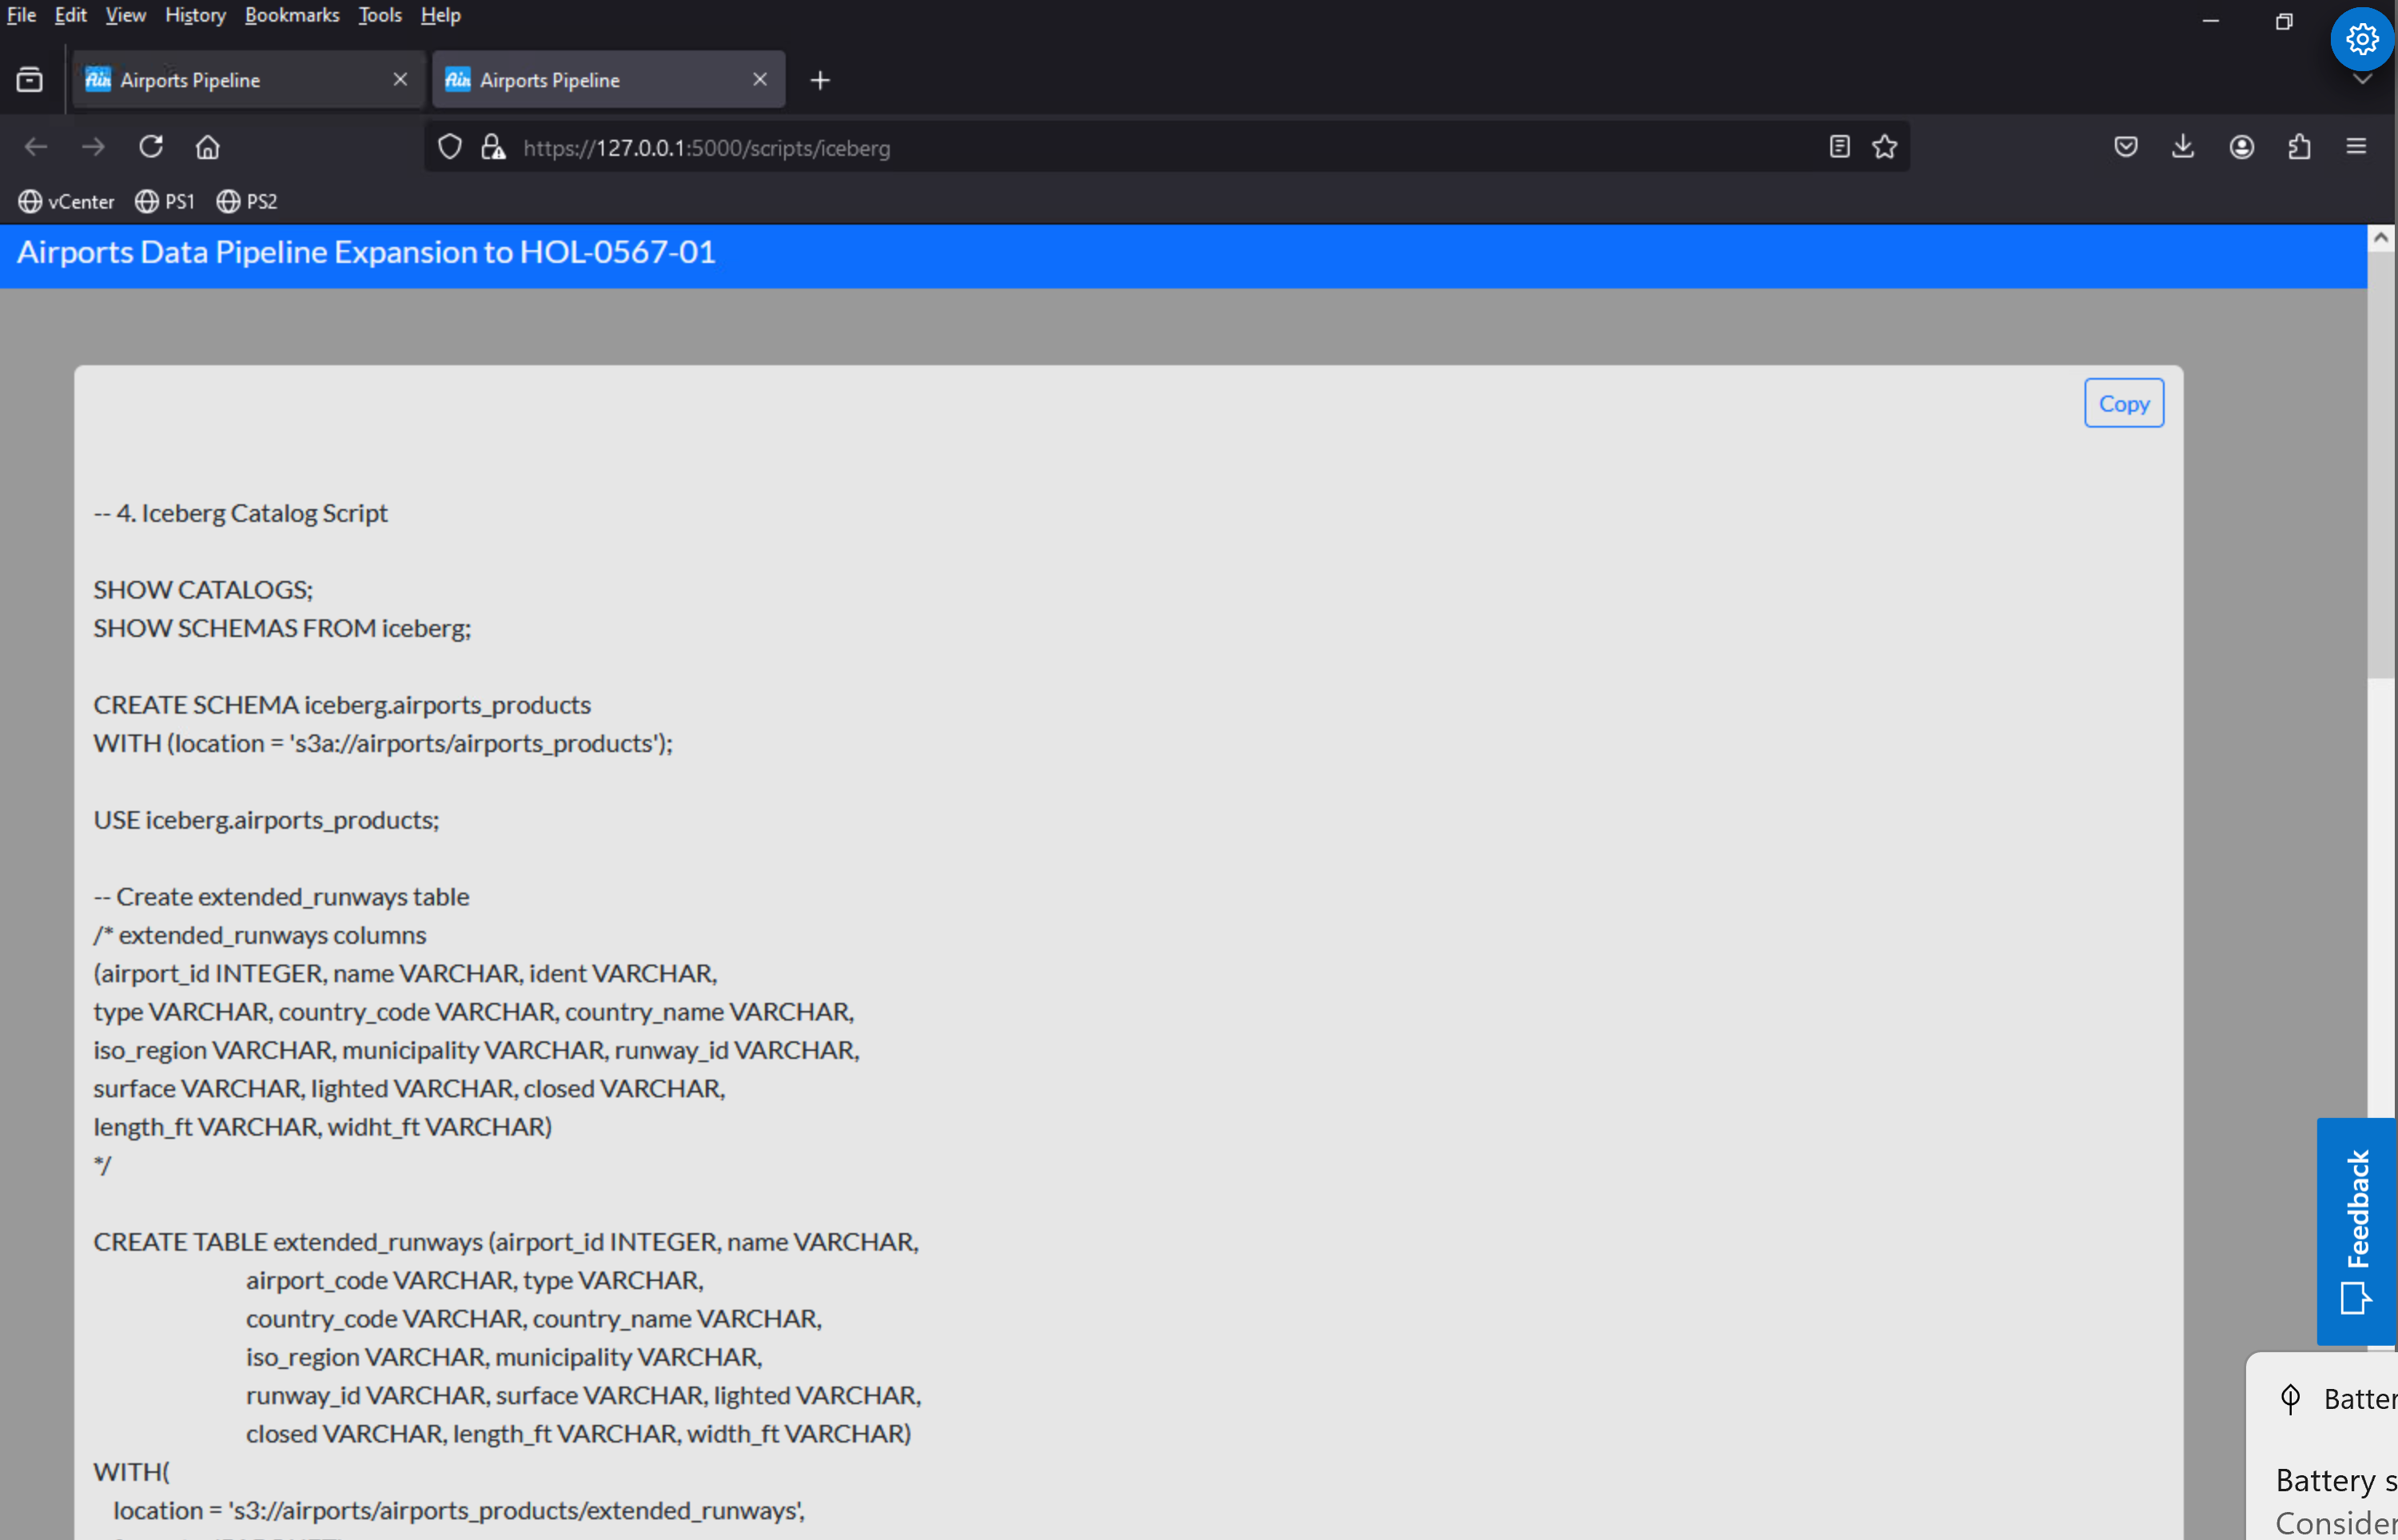 File Edit View History Bookmarks Tools Help
Air Airports Pipeline
Air Airports Pipeline
https://127.0.0.1:5000/scripts/iceberg
vCenter PS1 PS2
Airports Data Pipeline Expansion to HOL-0567-01
Copy
-- 4. Iceberg Catalog Script
SHOW CATALOGS;
SHOW SCHEMAS FROM iceberg;
CREATE SCHEMA iceberg.airports_products
WITH (location = 's3a://airports/airports_products');
USE iceberg.airports_products;
-- Create extended_runways table
/* extended_runways columns
(airport_id INTEGER, name VARCHAR, ident VARCHAR,
type VARCHAR, country_code VARCHAR, country_name VARCHAR,
iso_region VARCHAR, municipality VARCHAR, runway_id VARCHAR,
surface VARCHAR, lighted VARCHAR, closed VARCHAR,
length_ft VARCHAR, widht_ft VARCHAR)
*/
CREATE TABLE extended_runways (airport_id INTEGER, name VARCHAR,
airport_code VARCHAR, type VARCHAR,
country_code VARCHAR, country_name VARCHAR,
iso_region VARCHAR, municipality VARCHAR,
runway_id VARCHAR, surface VARCHAR, lighted VARCHAR,
closed VARCHAR, length_ft VARCHAR, width_ft VARCHAR)
WITH(
location = 's3://airports/airports_products/extended_runways',
Feedback
Batter
Battery s
Consider